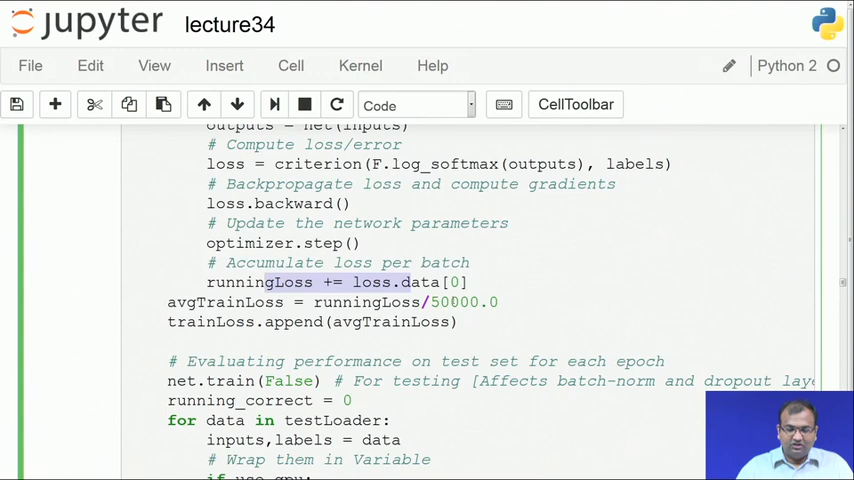 jupyter lecture34
File Edit View Insert Cell Kernel Help Python 2
Code CellToolbar
outputs = net(inputs)
# Compute loss/error
loss = criterion(F.log_softmax(outputs), labels)
# Backpropagate loss and compute gradients
loss.backward()
# Update the network parameters
optimizer.step()
# Accumulate loss per batch
runningLoss += loss.data[0]
avgTrainLoss = runningLoss/50000.0
trainLoss.append(avgTrainLoss)
# Evaluating performance on test set for each epoch
net.train(False) # For testing [Affects batch-norm and dropout laye
running_correct = 0
for data in testLoader:
inputs,labels = data
# Wrap them in Variable
if use_gpu: